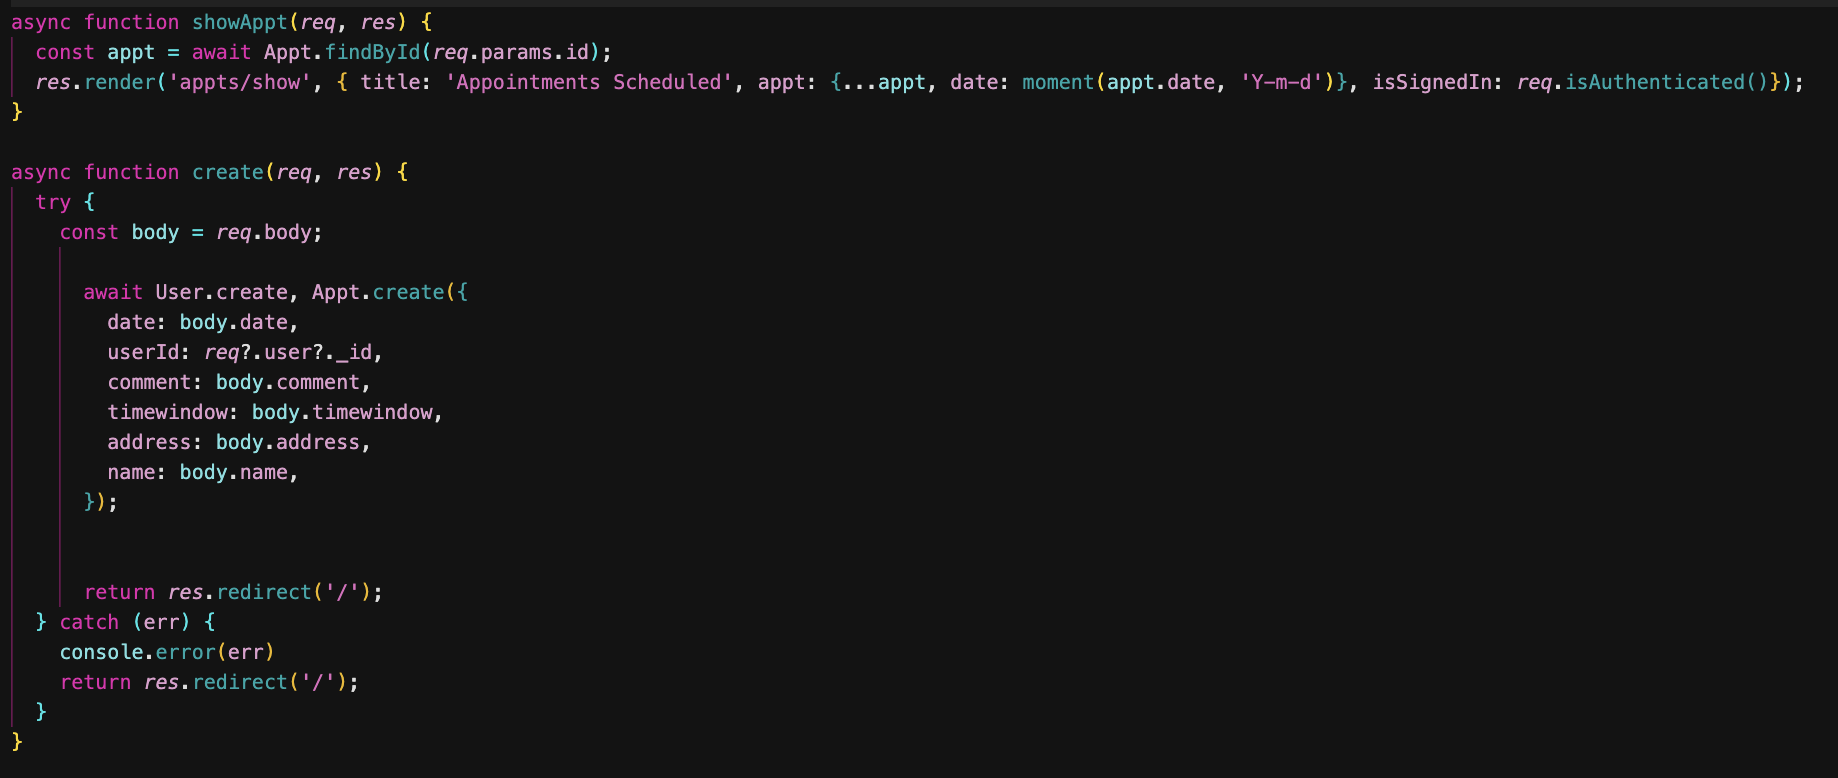 async function showAppt(req, res) {
  const appt = await Appt.findById(req.params.id);
  res.render('appts/show', { title: 'Appointments Scheduled', appt: {...appt, date: moment(appt.date, 'Y-m-d')}, isSignedIn: req.isAuthenticated()});
}

async function create(req, res) {
  try {
    const body = req.body;

      await User.create, Appt.create({
        date: body.date,
        userId: req?.user?._id,
        comment: body.comment,
        timewindow: body.timewindow,
        address: body.address,
        name: body.name,
      });


      return res.redirect('/');
  } catch (err) {
    console.error(err)
    return res.redirect('/');
  }
}